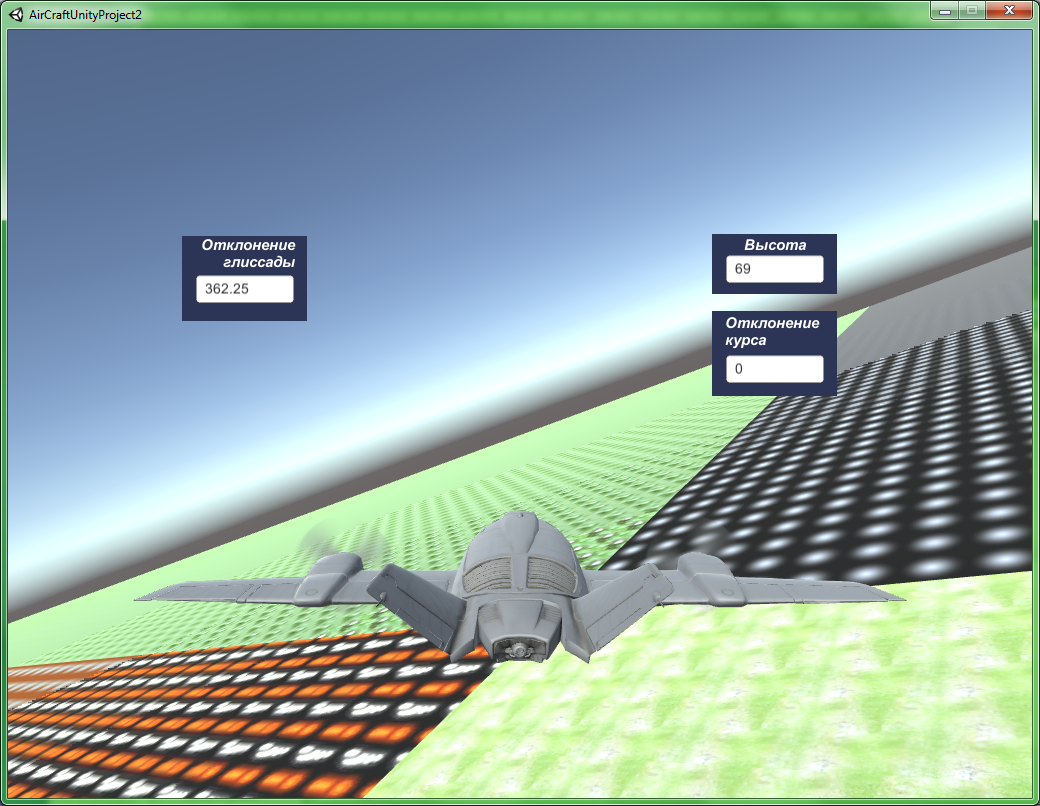 AirCraftUnityProject2
Отклонение
глиссады
362.25
Высота
69
Отклонение
курса
0